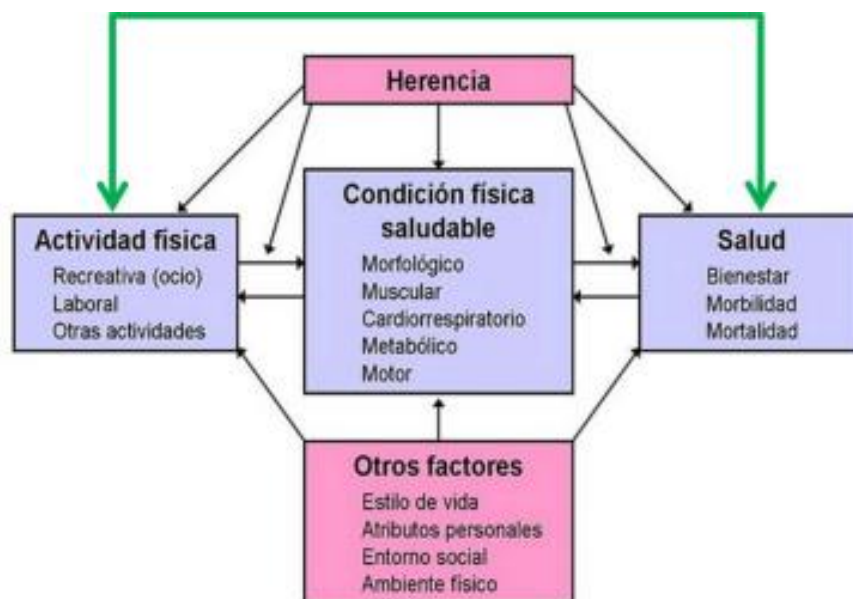 Herencia
Actividad física
Recreativa (ocio)
Laboral
Otras actividades
Condición física
saludable
Morfológico
Muscular
Cardiorrespiratorio
Metabólico
Motor
Salud
Bienestar
Morbilidad
Mortalidad
Otros factores
Estilo de vida
Atributos personales
Entorno social
Ambiente físico